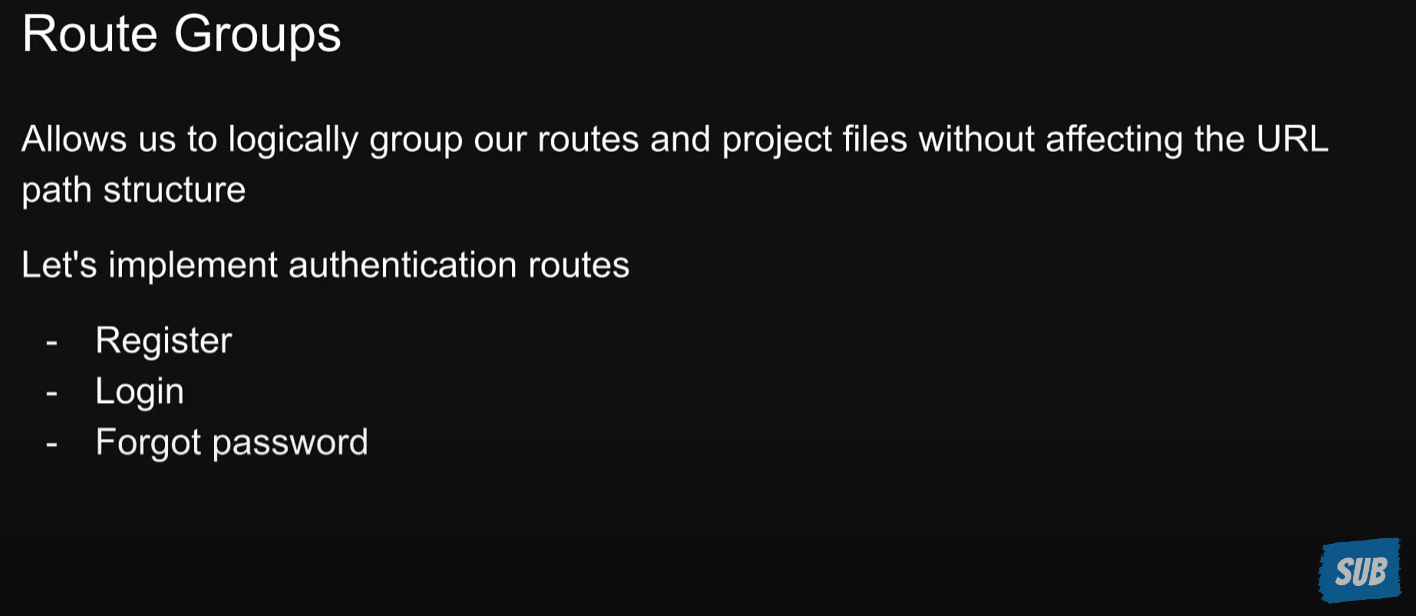 Route Groups
Allows us to logically group our routes and project files without affecting the URL
path structure
Let's implement authentication routes
- Register
- Login
- Forgot password
SUB